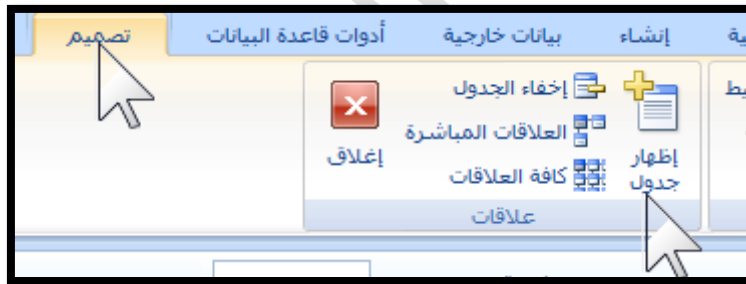 إنشاء بيانات خارجية أدوات قاعدة البيانات تصميم
إظهار جدول
إخفاء الجدول
العلاقات المباشرة
كافة العلاقات
إغلاق
علاقات